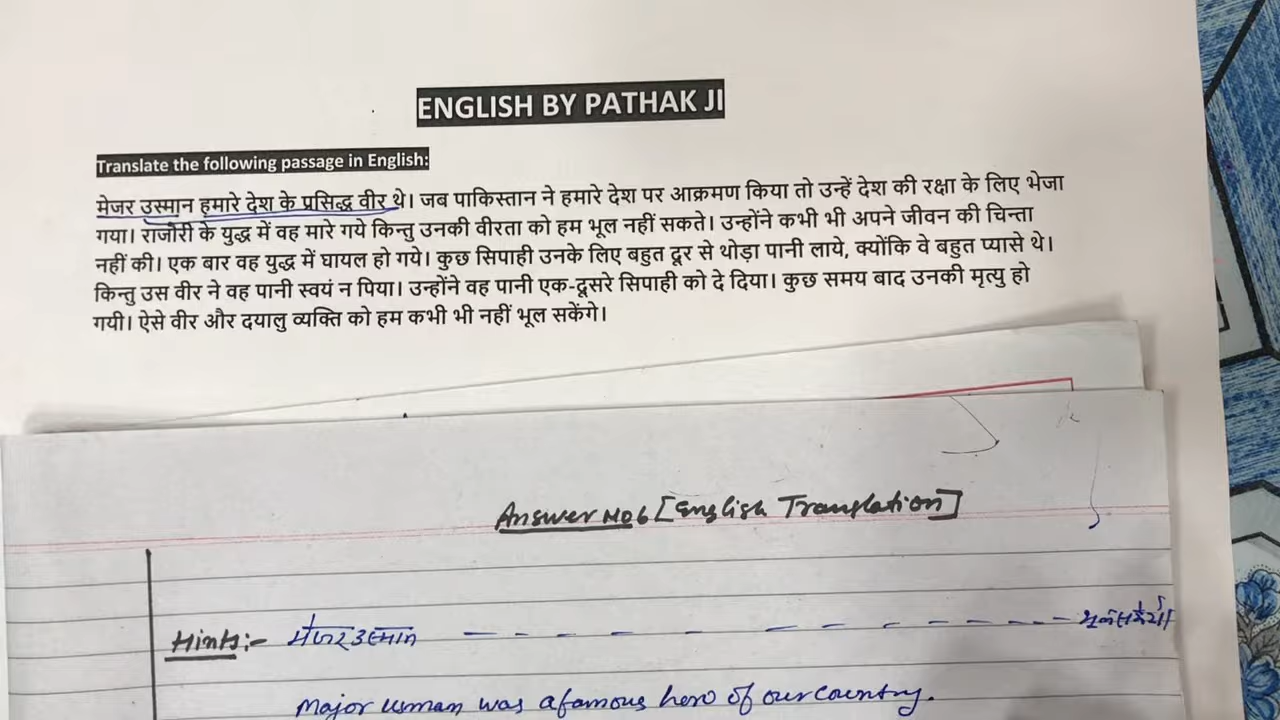 ENGLISH BY PATHAK JI
Translate the following passage in English:
मेजर उस्मान हमारे देश के प्रसिद्ध वीर थे। जब पाकिस्तान ने हमारे देश पर आक्रमण किया तो उन्हें देश की रक्षा के लिए भेजा
गया। राजौरी के युद्ध में वह मारे गये किन्तु उनकी वीरता को हम भूल नहीं सकते। उन्होंने कभी भी अपने जीवन की चिन्ता
नहीं की। एक बार वह युद्ध में घायल हो गये। कुछ सिपाही उनके लिए बहुत दूर से थोड़ा पानी लाये, क्योंकि वे बहुत प्यासे थे।
किन्तु उस वीर ने वह पानी स्वयं न पिया। उन्होंने वह पानी एक-दूसरे सिपाही को दे दिया। कुछ समय बाद उनकी मृत्यु हो
गयी। ऐसे वीर और दयालु व्यक्ति को हम कभी भी नहीं भूल सकेंगे।
Answer No 6 [English Translation]
Hints:- मेजर उस्मान — — — — — — — — — — — भूल सकेंगे।
Major usman was a famous hero of our country.